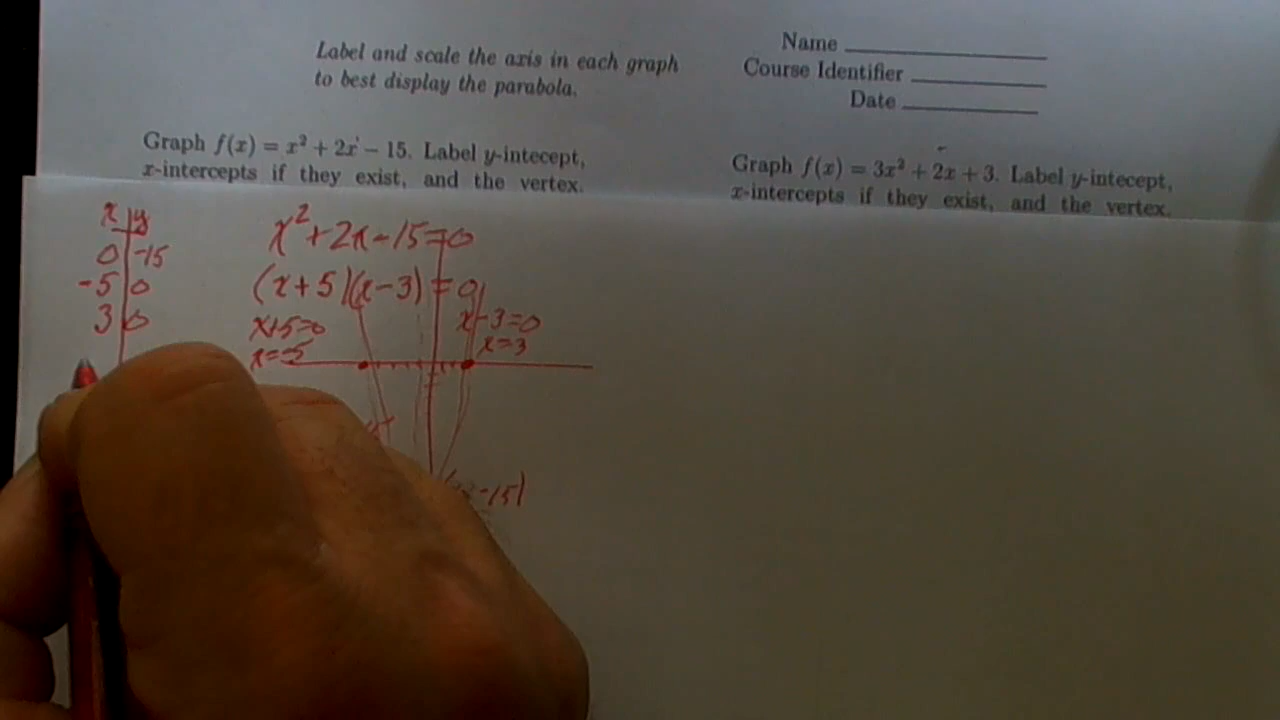 Label and scale the axis in each graph
to best display the parabola.
Name
Course Identifier
Date
Graph f(x) = x² + 2x − 15. Label y-intecept,
x-intercepts if they exist, and the vertex.
Graph f(x) = 3x² + 2x + 3. Label y-intecept,
x-intercepts if they exist, and the vertex.
x y
0 -15
-5 0
3 0
x²+2x-15=0
(x+5)(x-3)=0
x+5=0
x=-5
x-3=0
x=3
-15)